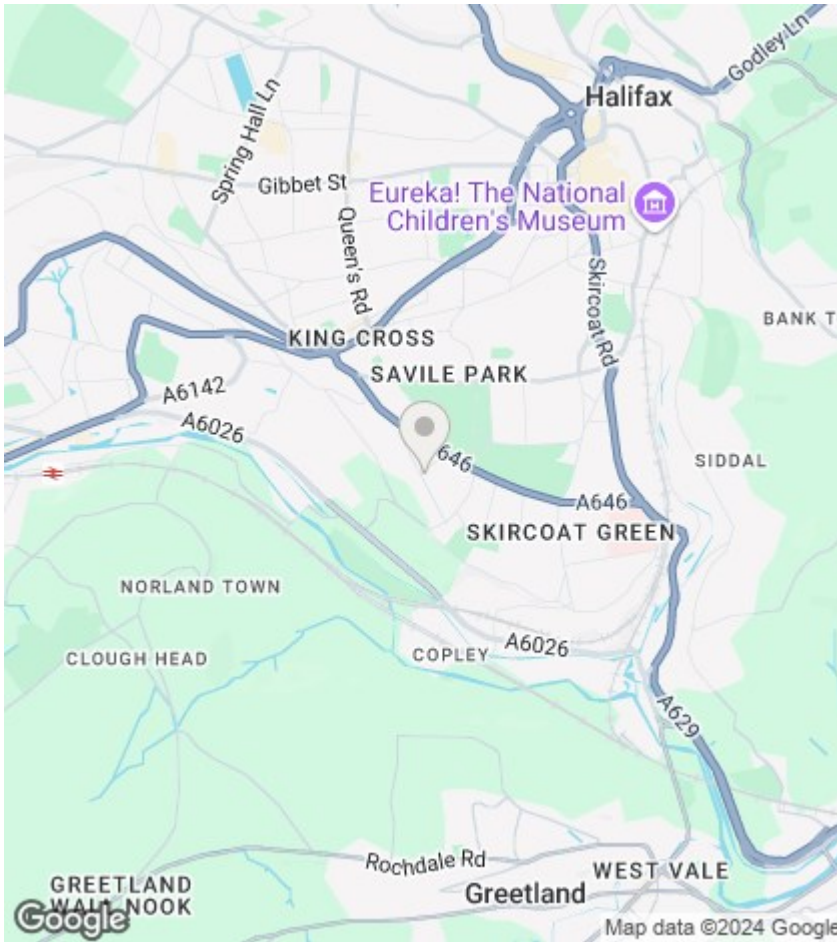 Godley Ln
Halifax
Spring Hall Ln
Gibbet St
Eureka! The National
Children's Museum
Queen's Rd
Skircoat Rd
BANK T
KING CROSS
SAVILE PARK
A6142
A6026
646
SIDDAL
A646
SKIRCOAT GREEN
NORLAND TOWN
A6026
COPLEY
CLOUGH HEAD
A629
Rochdale Rd
WEST VALE
GREETLAND
WALL NOOK
Greetland
Google
Map data ©2024 Google